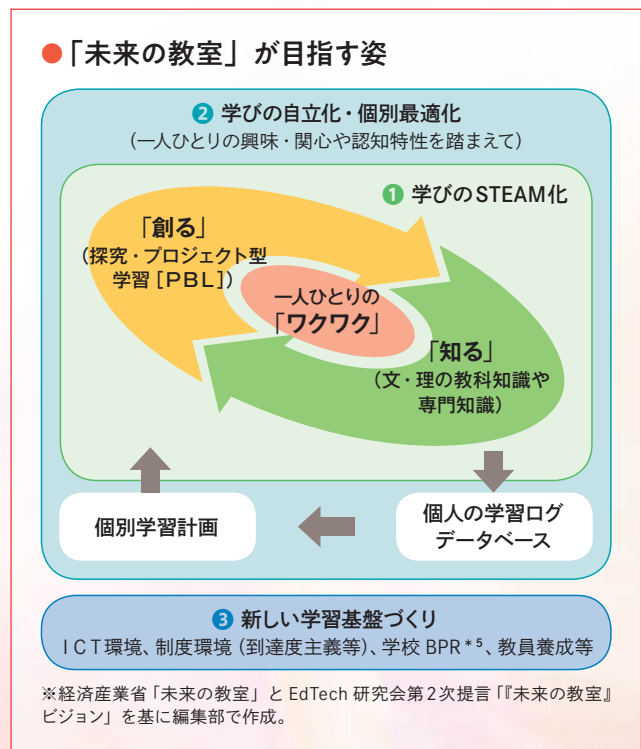 ●「未来の教室」が目指す姿
❷ 学びの自立化・個別最適化
(一人ひとりの興味・関心や認知特性を踏まえて)
❶ 学びのSTEAM化
「創る」
(探究・プロジェクト型
学習[PBL])
一人ひとりの
「ワクワク」
「知る」
(文・理の教科知識や
専門知識)
個別学習計画
個人の学習ログ
データベース
❸ 新しい学習基盤づくり
ICT環境、制度環境(到達度主義等)、学校BPR*5、教員養成等
※経済産業省「未来の教室」とEdTech研究会第2次提言「『未来の教室』
ビジョン」を基に編集部で作成。